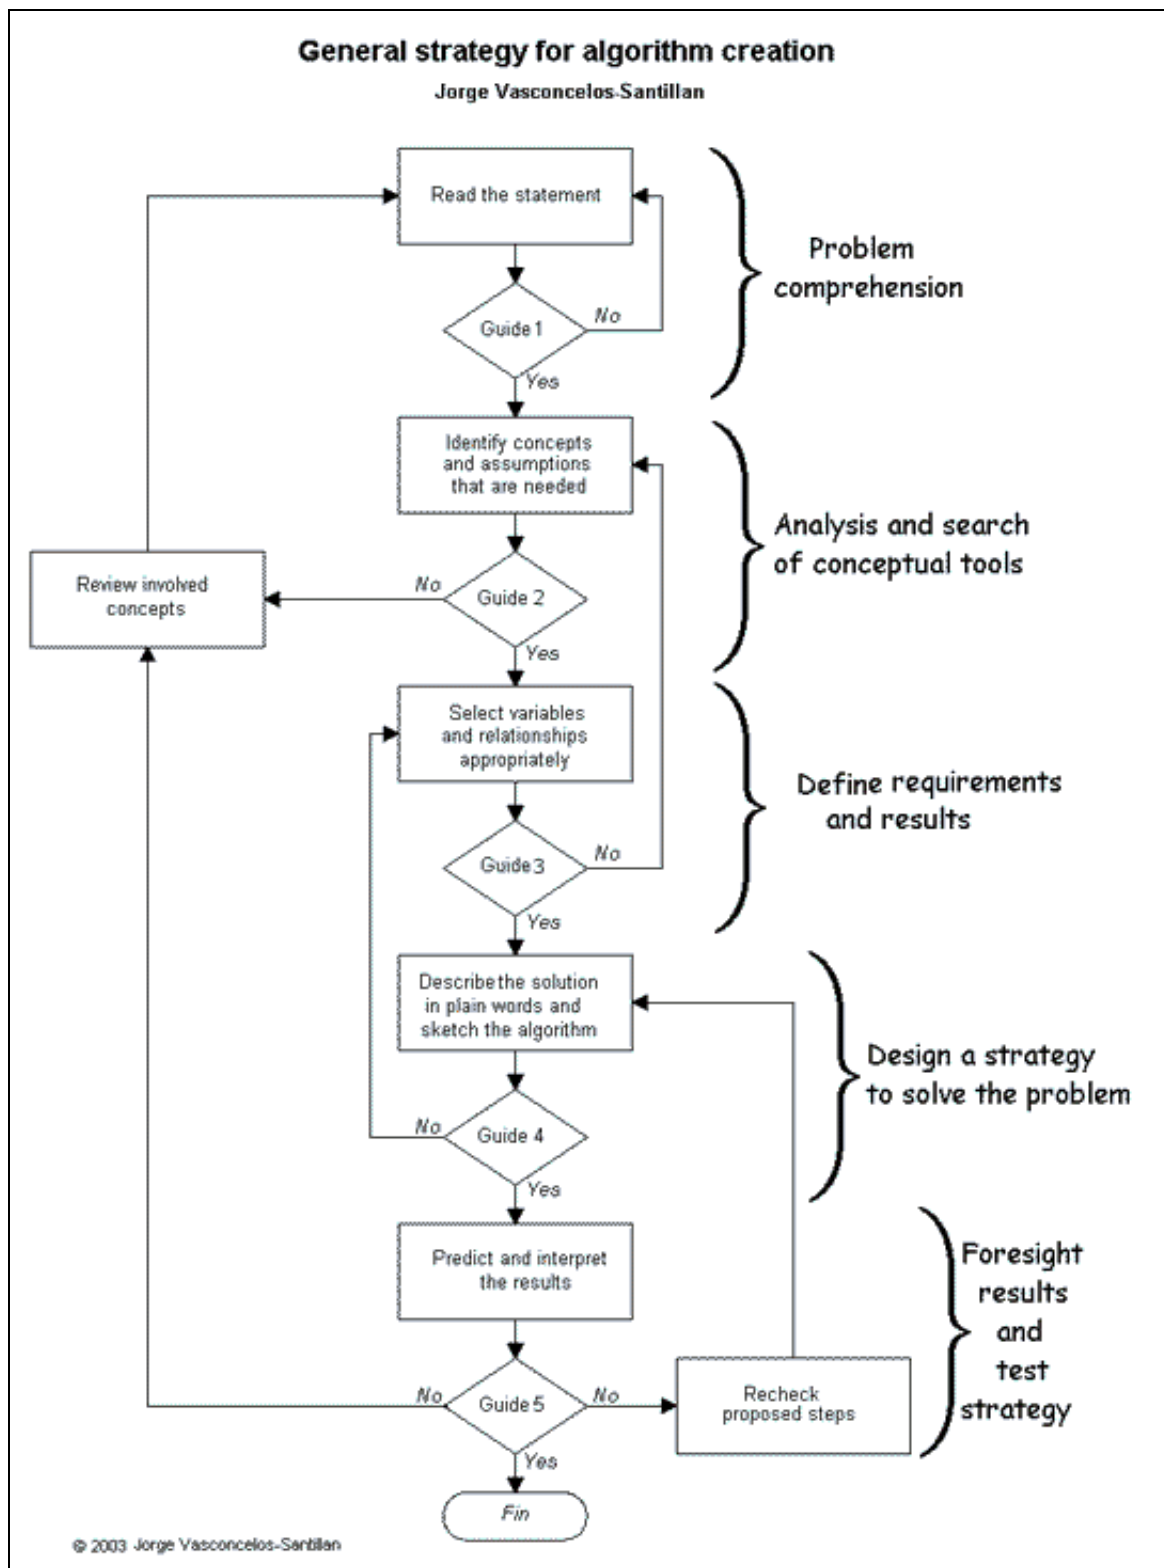 General strategy for algorithm creation
Jorge Vasconcelos-Santillan
Read the statement
Problem
comprehension
No
Guide 1
Yes
Identify concepts
and assumptions
that are needed
Analysis and search
of conceptual tools
Review involved
concepts
No
Guide 2
Yes
Select variables
and relationships
appropriately
Define requirements
and results
No
Guide 3
Yes
Describe the solution
in plain words and
sketch the algorithm
Design a strategy
to solve the problem
No
Guide 4
Yes
Predict and interpret
the results
Foresight
results
and
test
strategy
No
Guide 5
No
Recheck
proposed steps
Yes
Fin
© 2003 Jorge Vasconcelos-Santillan